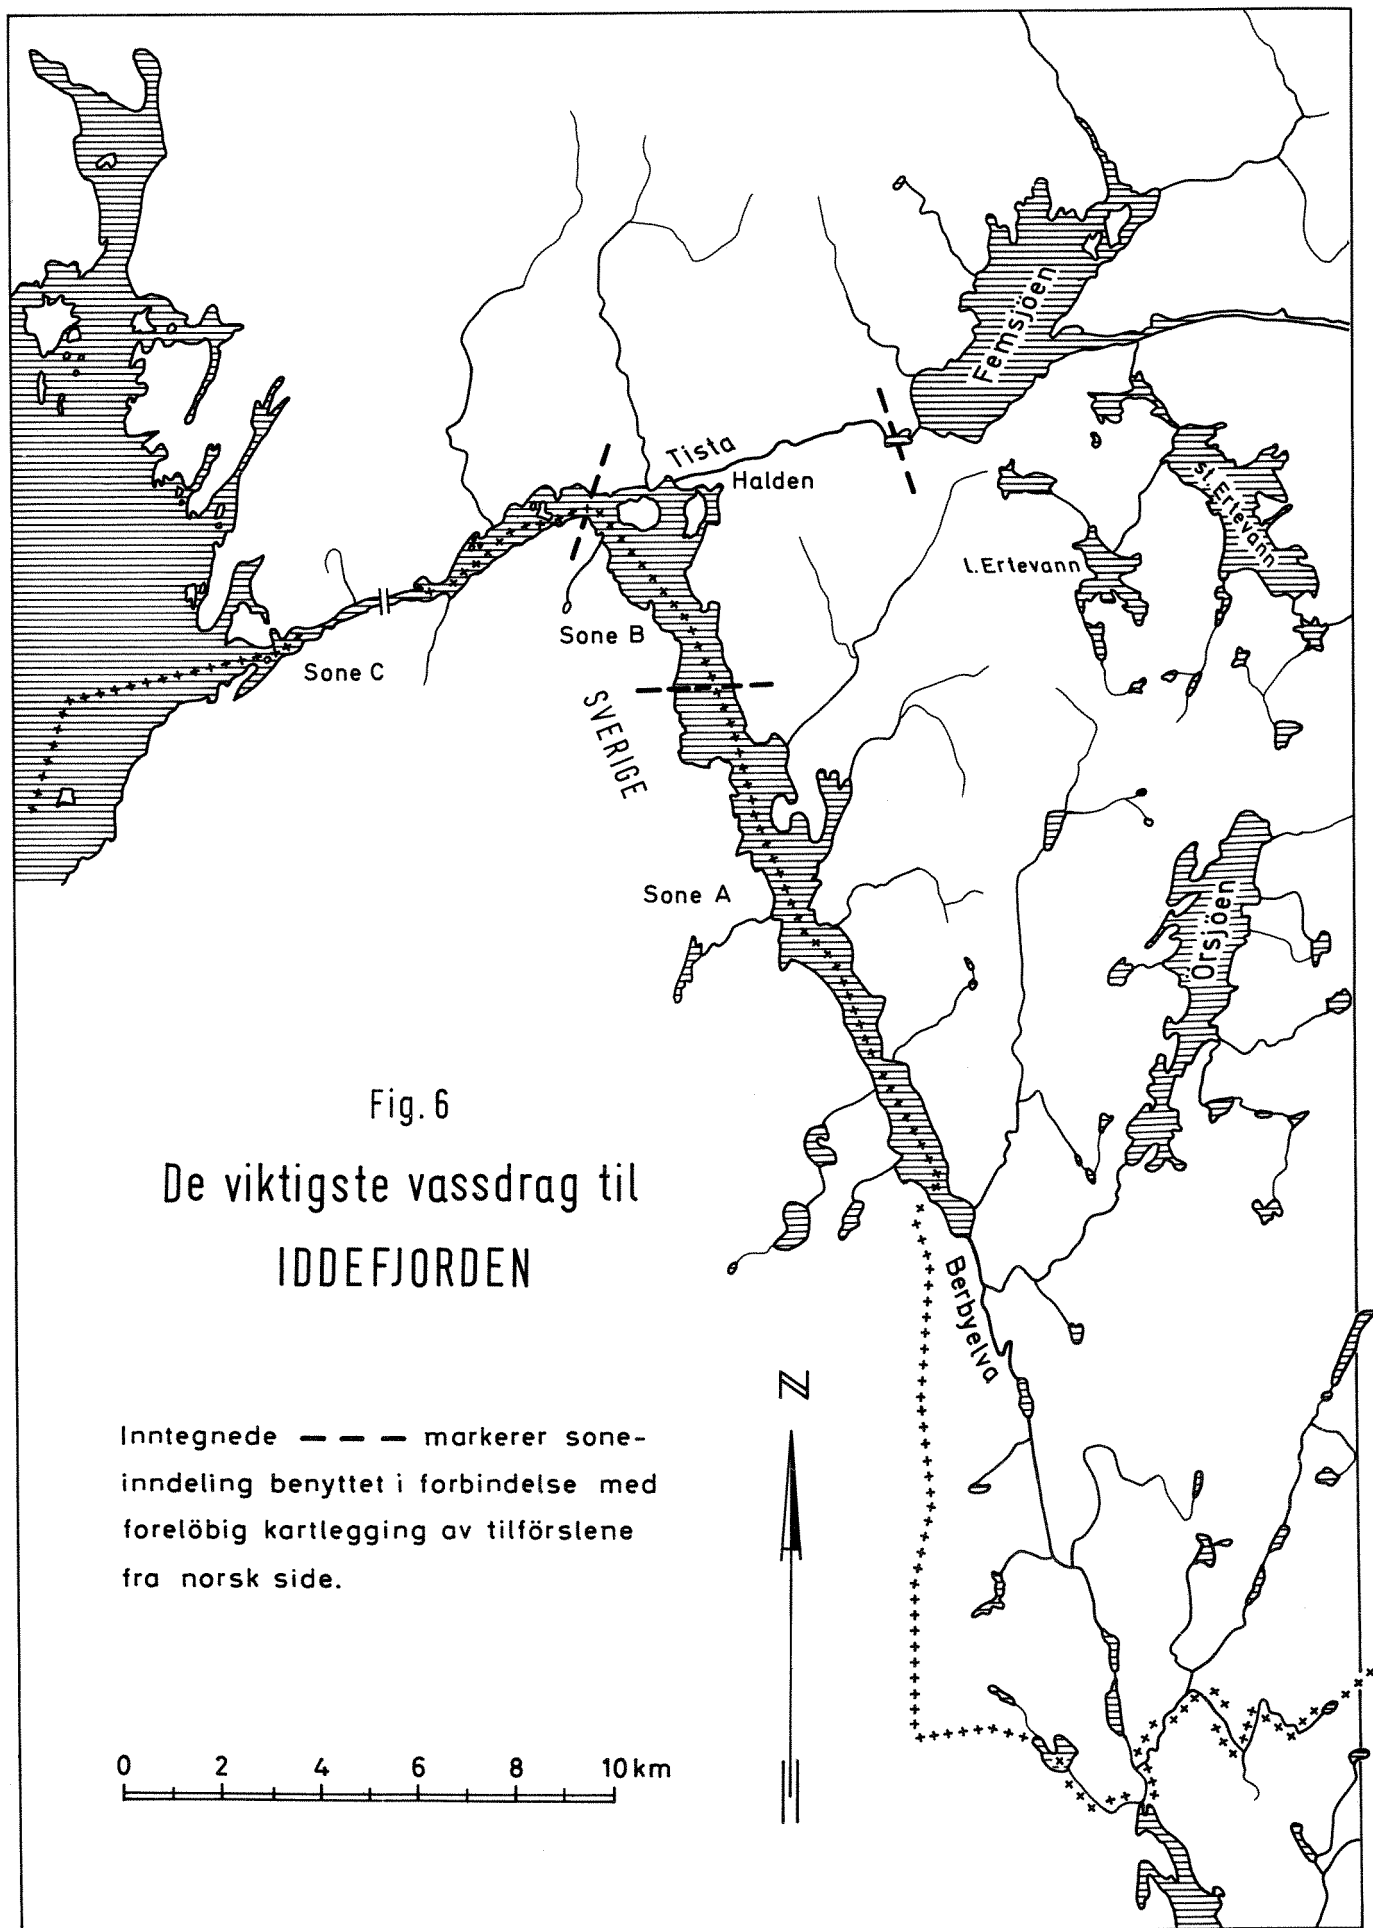 Femsjöen
Tista
Halden
st. Ertevann
L. Ertevann
Sone B
Sone C
SVERIGE
Sone A
Örsjöen
Fig. 6
De viktigste vassdrag til
IDDEFJORDEN
Berbyelva
N
Inntegnede — — — markerer sone-
inndeling benyttet i forbindelse med
forelöbig kartlegging av tilförslene
fra norsk side.
0 2 4 6 8 10 km